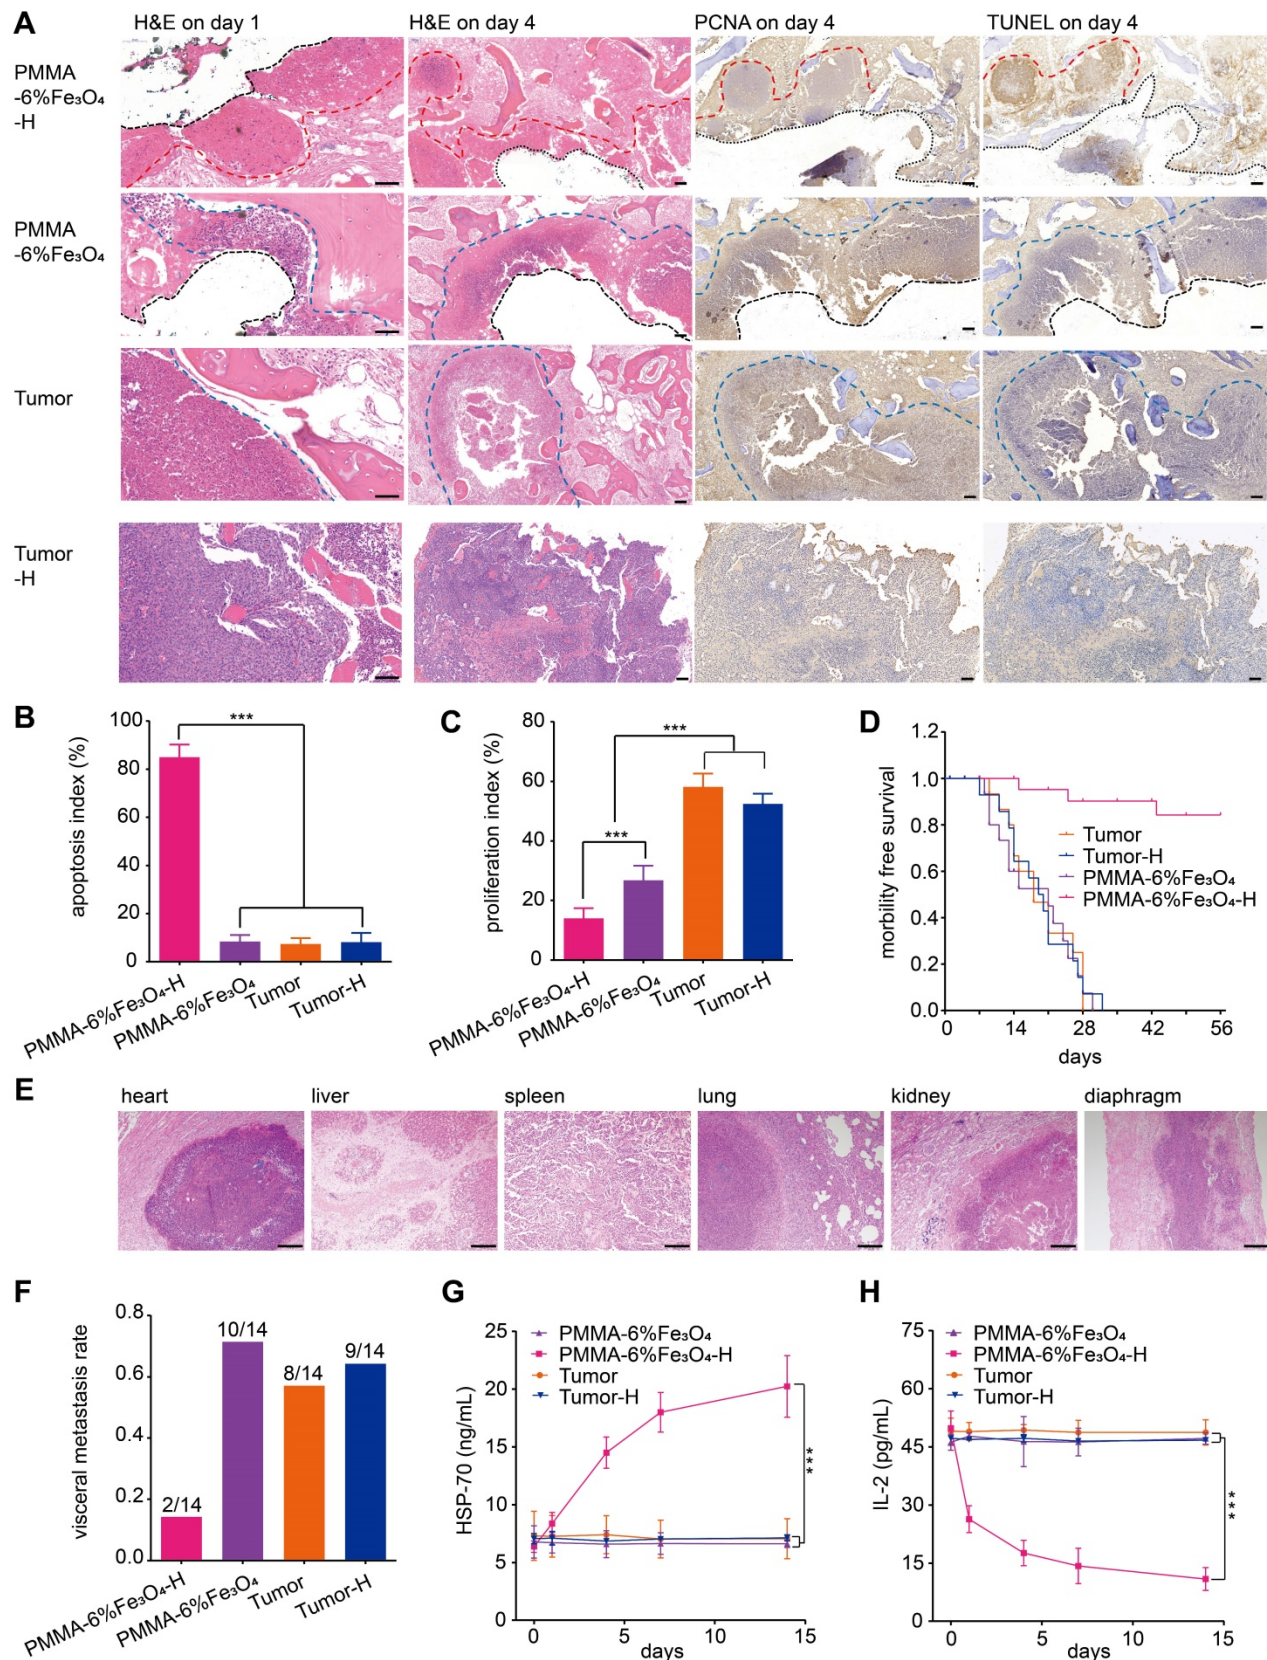 A
H&E on day 1
H&E on day 4
PCNA on day 4
TUNEL on day 4
PMMA
-6%Fe₃O₄
-H
PMMA
-6%Fe₃O₄
Tumor
Tumor
-H
B
apoptosis index (%)
100
80
60
40
20
0
***
PMMA-6%Fe₃O₄-H
PMMA-6%Fe₃O₄
Tumor
Tumor-H
C
proliferation index (%)
80
60
40
20
0
***
***
PMMA-6%Fe₃O₄-H
PMMA-6%Fe₃O₄
Tumor
Tumor-H
D
morbility free survival
1.2
1.0
0.8
0.6
0.4
0.2
0.0
Tumor
Tumor-H
PMMA-6%Fe₃O₄
PMMA-6%Fe₃O₄-H
0 14 28 42 56
days
E
heart
liver
spleen
lung
kidney
diaphragm
F
visceral metastasis rate
0.8
0.6
0.4
0.2
0.0
2/14
10/14
8/14
9/14
PMMA-6%Fe₃O₄-H
PMMA-6%Fe₃O₄
Tumor
Tumor-H
G
HSP-70 (ng/mL)
25
20
15
10
5
0
PMMA-6%Fe₃O₄
PMMA-6%Fe₃O₄-H
Tumor
Tumor-H
***
0 5 10 15
days
H
IL-2 (pg/mL)
75
60
45
30
15
0
PMMA-6%Fe₃O₄
PMMA-6%Fe₃O₄-H
Tumor
Tumor-H
***
0 5 10 15
days